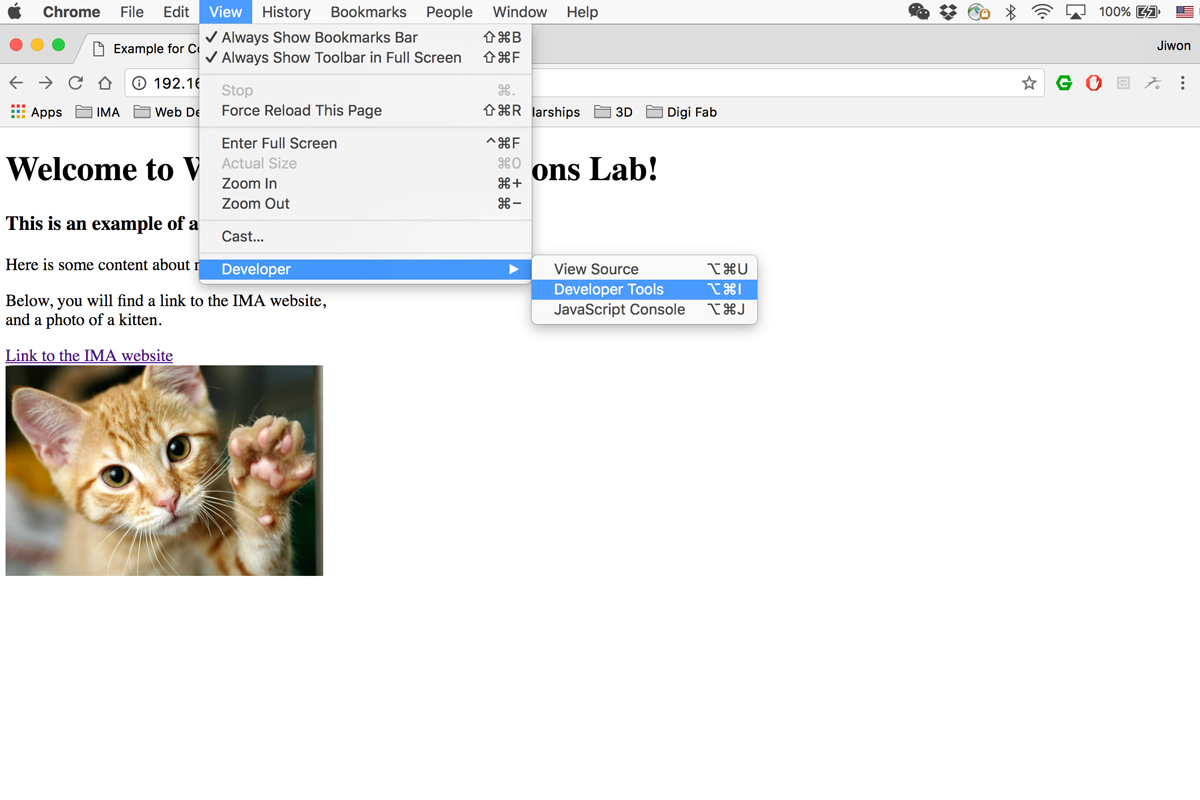 Chrome File Edit View History Bookmarks People Window Help 100%
Always Show Bookmarks Bar ⇧⌘B
Always Show Toolbar in Full Screen ⇧⌘F
Stop ⌘.
Force Reload This Page ⇧⌘R
Enter Full Screen ^⌘F
Actual Size ⌘0
Zoom In ⌘+
Zoom Out ⌘−
Cast...
Developer
View Source ⌥⌘U
Developer Tools ⌥⌘I
JavaScript Console ⌥⌘J
Example for Jiwon
192.16
Apps IMA Web 3D Digi Fab
Welcome to Lab!
This is an example of a
Here is some content about
Below, you will find a link to the IMA website,
and a photo of a kitten.
Link to the IMA website